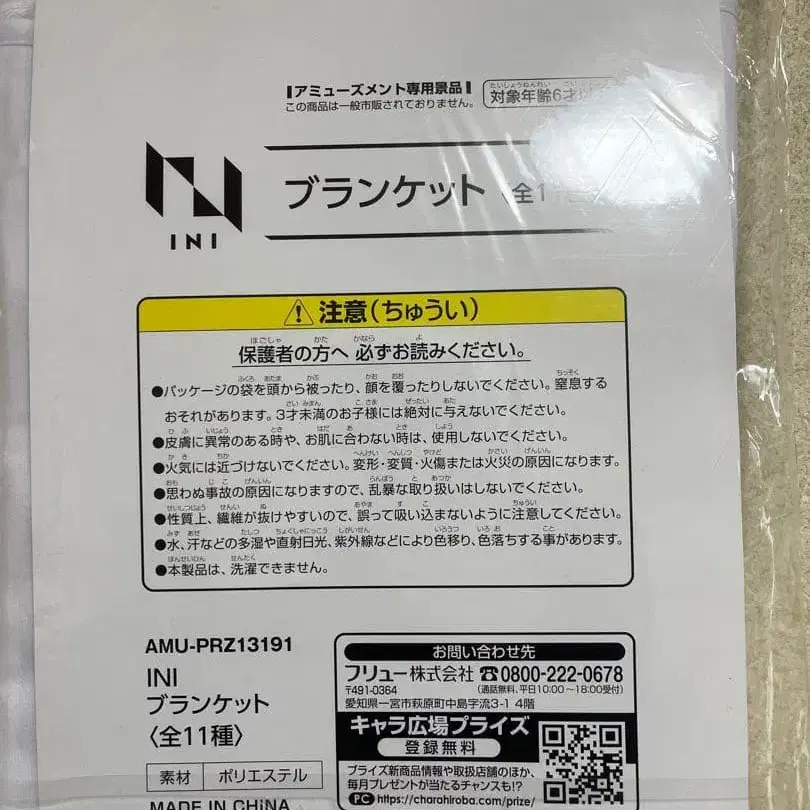 アミューズメント専用景品
この商品は一般市販されておりません。
対象年齢6才以
INI
ブランケット 全1
⚠注意(ちゅうい)
保護者の方へ 必ずお読みください。
●パッケージの袋を頭から被ったり、顔を覆ったりしないでください。窒息する
おそれがあります。3才未満のお子様には絶対に与えないでください。
●皮膚に異常のある時や、お肌に合わない時は、使用しないでください。
●火気には近づけないでください。変形・変質・火傷または火災の原因になります。
●思わぬ事故の原因になりますので、乱暴な取り扱いはしないでください。
●性質上、繊維が抜けやすいので、誤って吸い込まないように注意してください。
●水、汗などの多湿や直射日光、紫外線などにより色移り、色落ちする事があります。
●本製品は、洗濯できません。
AMU-PRZ13191
INI
ブランケット
〈全11種〉
素材 ポリエステル
MADE IN CHINA
お問い合わせ先
フリュー株式会社 ☎0800-222-0678
〒491-0364 (通話無料、平日10:00~18:00受付)
愛知県一宮市萩原町中島字流3-1 4階
キャラ広場プライズ
登録無料
プライズ新商品情報や取扱店舗のほか、
毎月プレゼントが当たるチャンスも!?
PC https://charahiroba.com/prize/